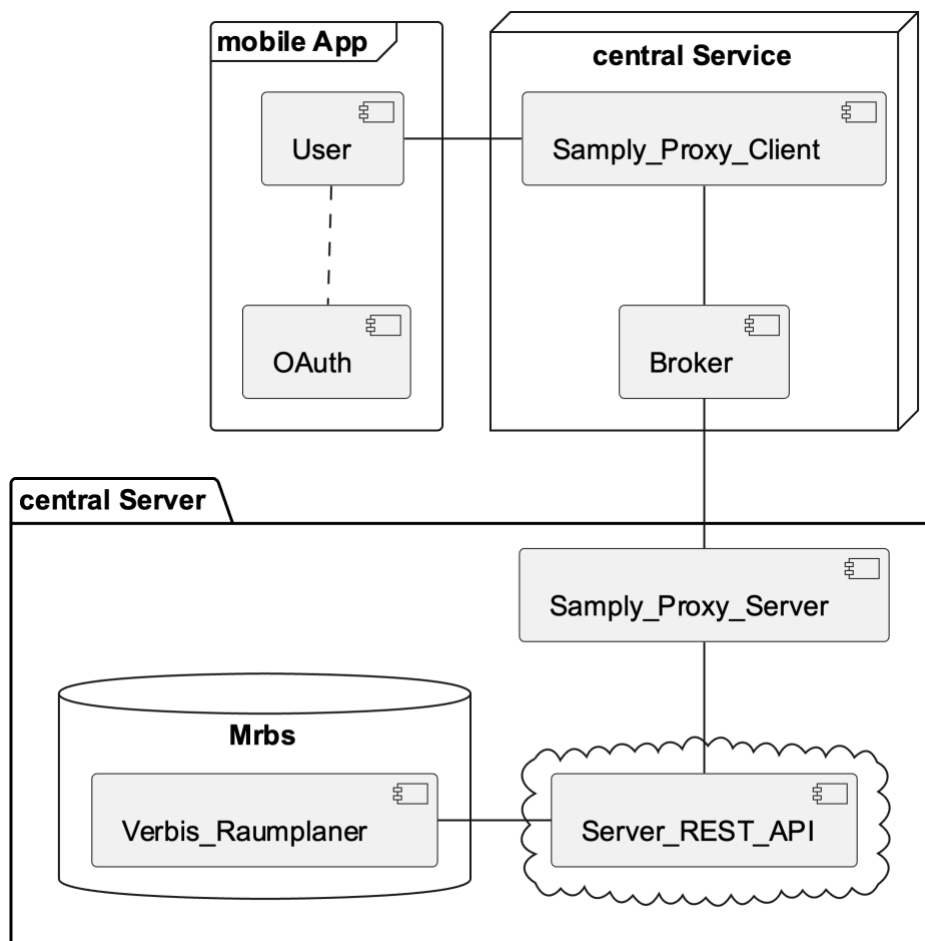 mobile App
central Service
User
Samply_Proxy_Client
OAuth
Broker
central Server
Samply_Proxy_Server
Mrbs
Verbis_Raumplaner
Server_REST_API